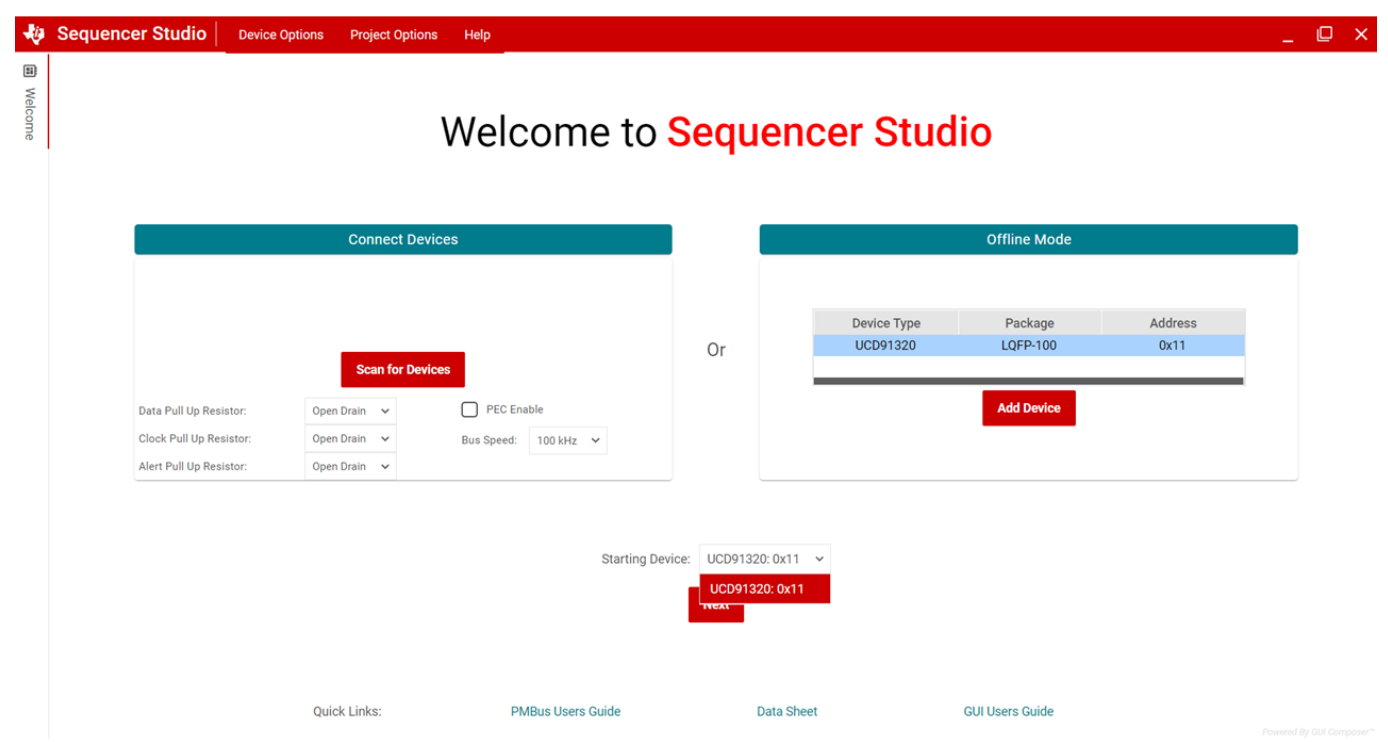 Sequencer Studio Device Options Project Options Help
Welcome
Welcome to Sequencer Studio
Connect Devices
Scan for Devices
Data Pull Up Resistor: Open Drain
PEC Enable
Clock Pull Up Resistor: Open Drain
Bus Speed: 100 kHz
Alert Pull Up Resistor: Open Drain
Or
Offline Mode
Device Type Package Address
UCD91320 LQFP-100 0x11
Add Device
Starting Device: UCD91320: 0x11
UCD91320: 0x11
Next
Quick Links: PMBus Users Guide Data Sheet GUI Users Guide
Powered By GUI Composer™